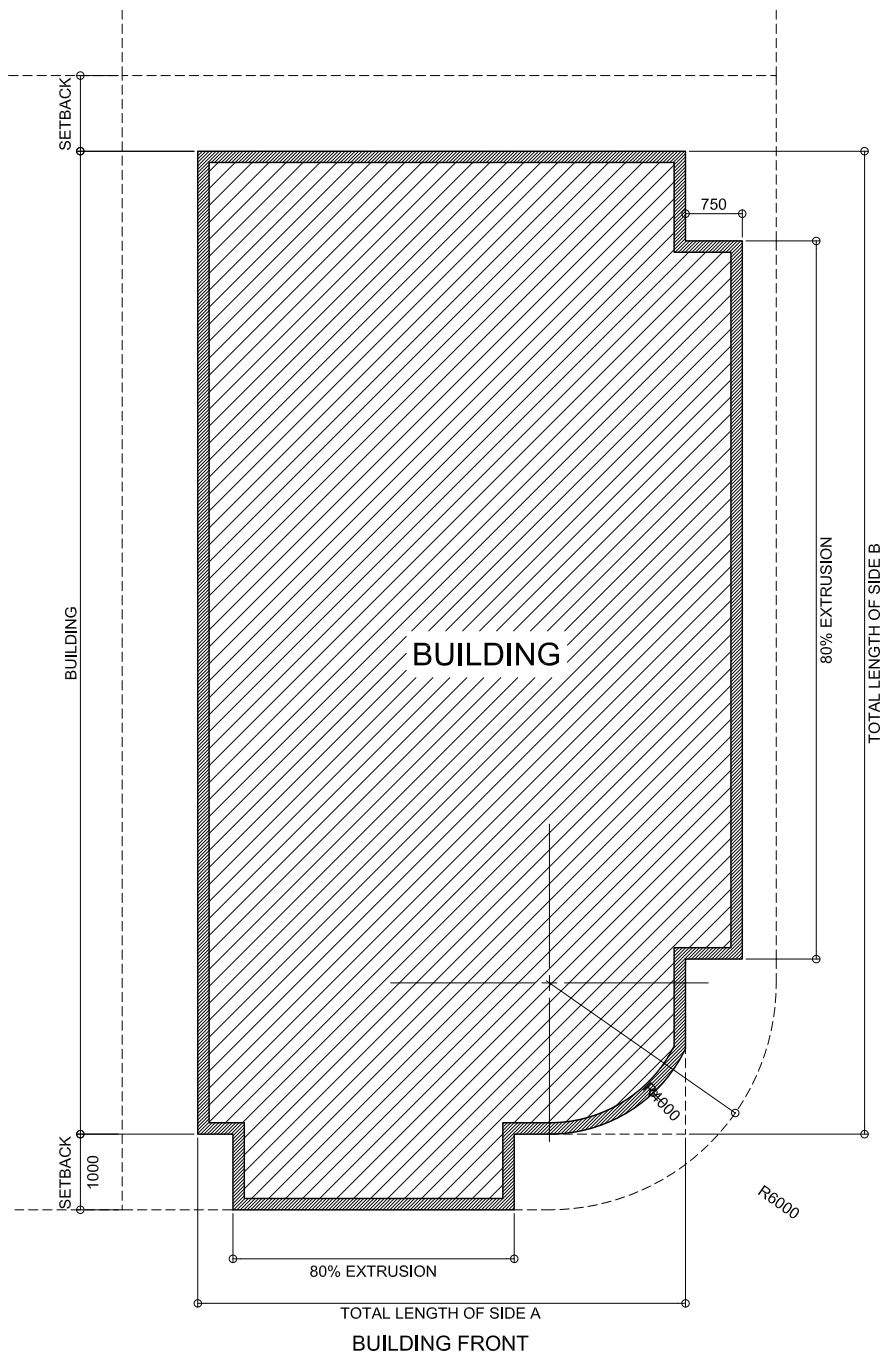 SETBACK
750
BUILDING
BUILDING
80% EXTRUSION
TOTAL LENGTH OF SIDE B
R4000
SETBACK
1000
R6000
80% EXTRUSION
TOTAL LENGTH OF SIDE A
BUILDING FRONT